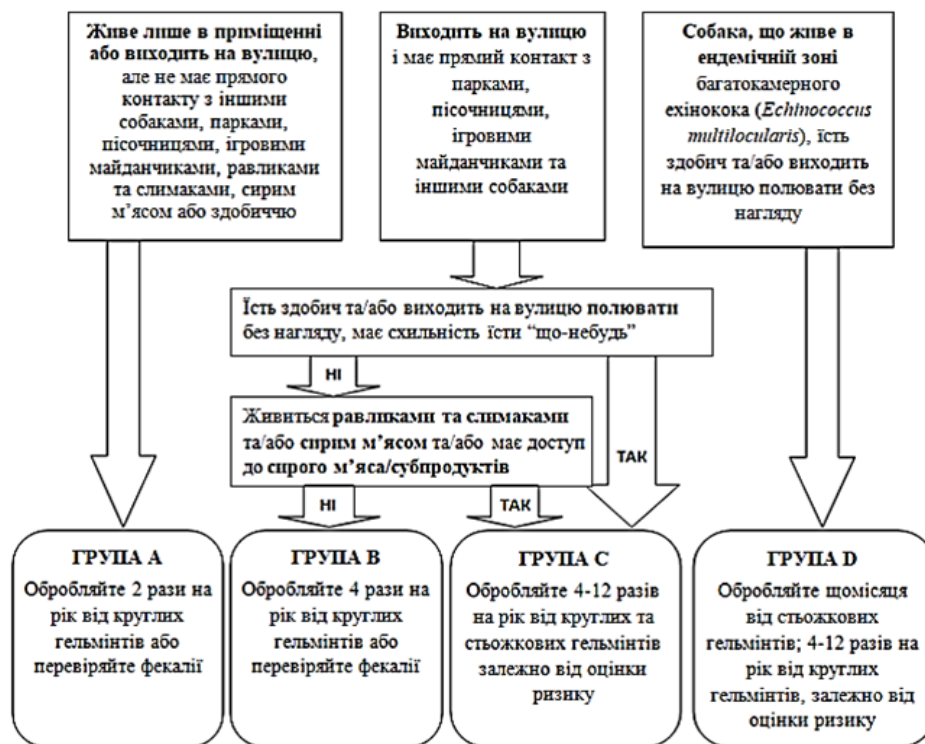 Живе лише в приміщенні
або виходить на вулицю,
але не має прямого
контакту з іншими
собаками, парками,
пісочницями, ігровими
майданчиками, равликами
та слимаками, сирим
м’ясом або здобиччю
Виходить на вулицю
і має прямий контакт з
парками,
пісочницями,
ігровими
майданчиками та
іншими собаками
Собака, що живе в
ендемічній зоні
багатокамерного
ехінокока (Echinococcus
multilocularis), їсть
здобич та/або виходить
на вулицю полювати без
нагляду
Їсть здобич та/або виходить на вулицю полювати
без нагляду, має схильність їсти “що-небудь”
НІ
ТАК
Живиться равликами та слимаками
та/або сирим м’ясом та/або має доступ
до сирого м’яса/субпродуктів
НІ
ТАК
ГРУПА А
Обробляйте 2 рази на
рік від круглих
гельмінтів або
перевіряйте фекалії
ГРУПА В
Обробляйте 4 рази на
рік від круглих
гельмінтів або
перевіряйте фекалії
ГРУПА С
Обробляйте 4-12 разів
на рік від круглих та
стьожкових гельмінтів
залежно від оцінки
ризику
ГРУПА D
Обробляйте щомісяця
від стьожкових
гельмінтів; 4-12 разів на
рік від круглих
гельмінтів, залежно від
оцінки ризику